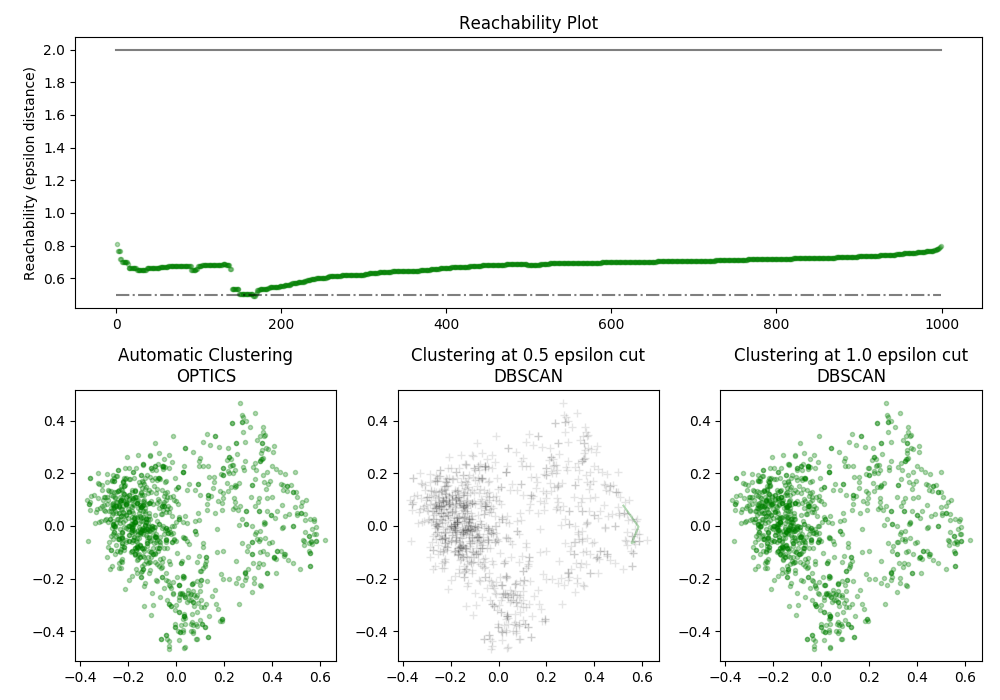 Reachability Plot
Reachability (epsilon distance)
2.0
1.8
1.6
1.4
1.2
1.0
0.8
0.6
0 200 400 600 800 1000
Automatic Clustering
OPTICS
Clustering at 0.5 epsilon cut
DBSCAN
Clustering at 1.0 epsilon cut
DBSCAN
0.4 0.4 0.4
0.2 0.2 0.2
0.0 0.0 0.0
−0.2 −0.2 −0.2
−0.4 −0.4 −0.4
−0.4 −0.2 0.0 0.2 0.4 0.6 −0.4 −0.2 0.0 0.2 0.4 0.6 −0.4 −0.2 0.0 0.2 0.4 0.6